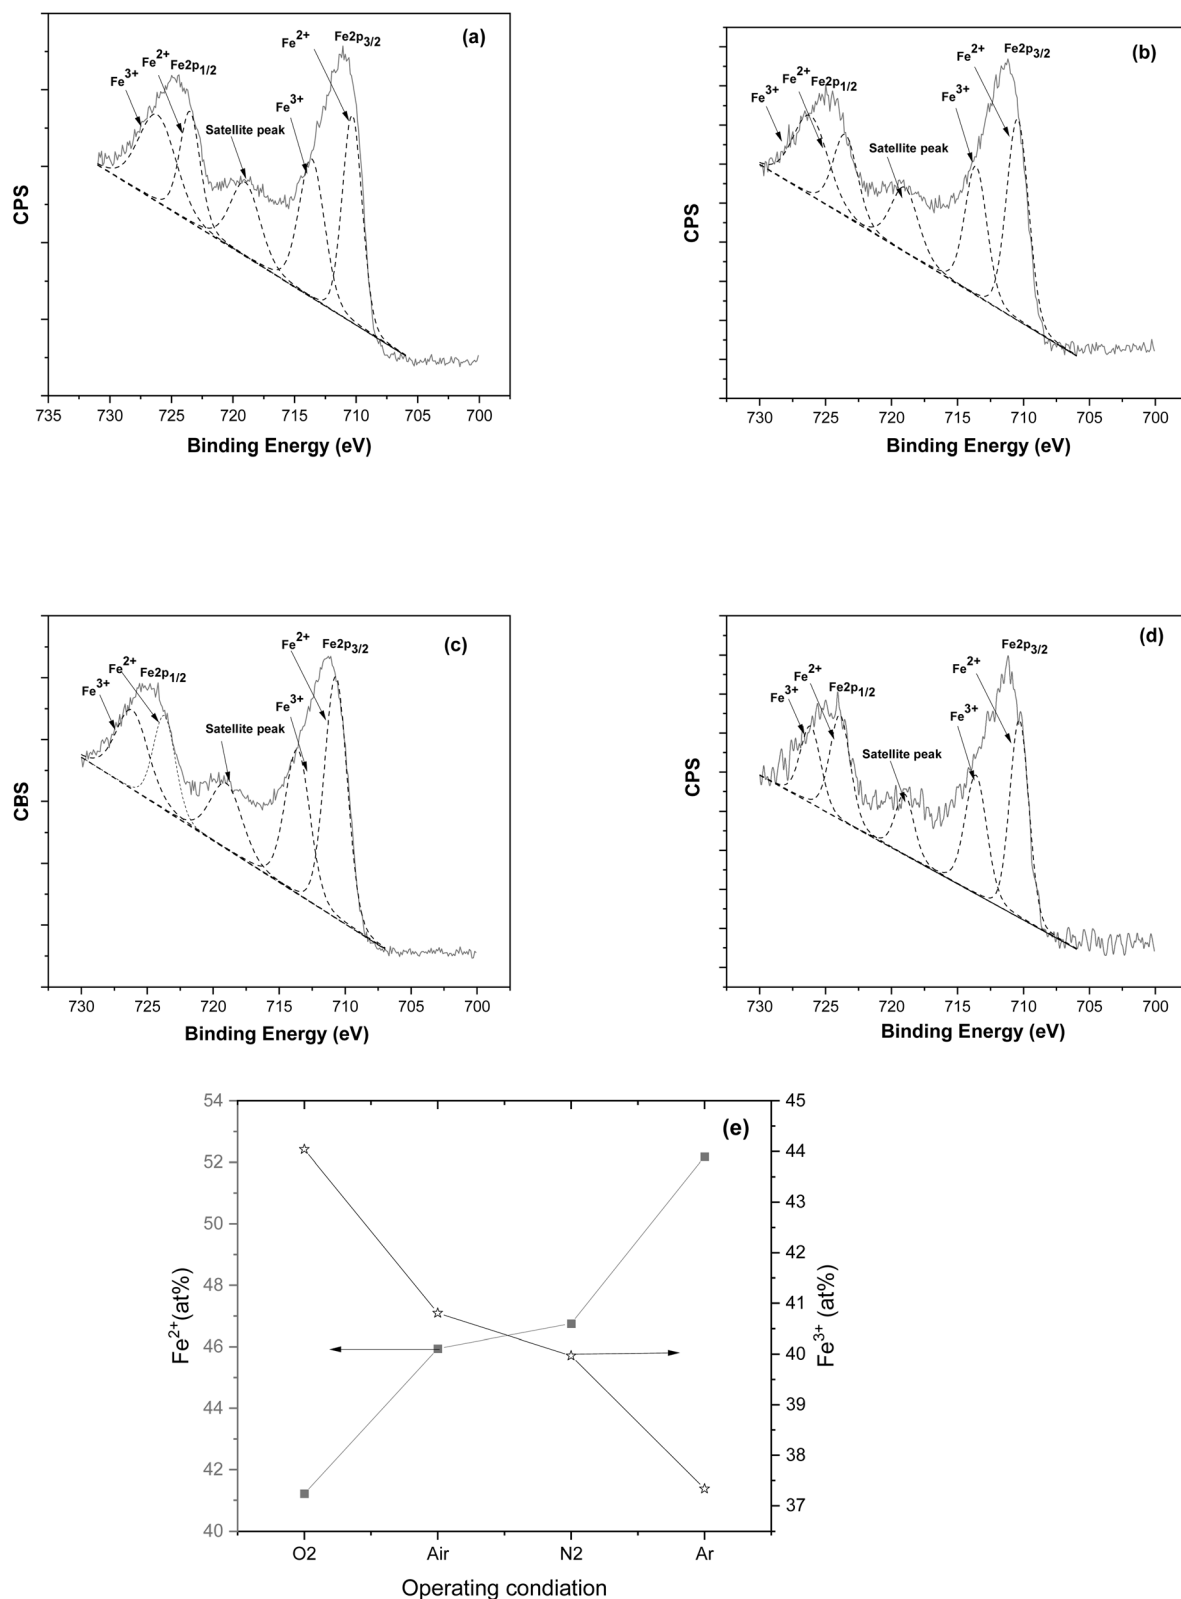 (a)
Fe2+
Fe2p3/2
Fe2+
Fe2p1/2
Fe3+
Fe3+
Satellite peak
CPS
735 730 725 720 715 710 705 700
Binding Energy (eV)
(b)
Fe2+
Fe2p3/2
Fe2+
Fe2p1/2
Fe3+
Fe3+
Satellite peak
CPS
730 725 720 715 710 705 700
Binding Energy (eV)
(c)
Fe2+
Fe2p3/2
Fe2+
Fe2p1/2
Fe3+
Fe3+
Satellite peak
CBS
730 725 720 715 710 705 700
Binding Energy (eV)
(d)
Fe2+
Fe2p3/2
Fe2+
Fe2p1/2
Fe3+
Fe3+
Satellite peak
CPS
730 725 720 715 710 705 700
Binding Energy (eV)
(e)
54
52
50
48
46
44
42
40
Fe2+(at%)
45
44
43
42
41
40
39
38
37
Fe3+ (at%)
O2 Air N2 Ar
Operating condiation